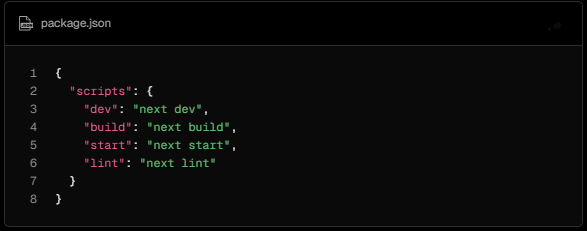 package.json
1 {
2   "scripts": {
3     "dev": "next dev",
4     "build": "next build",
5     "start": "next start",
6     "lint": "next lint"
7   }
8 }